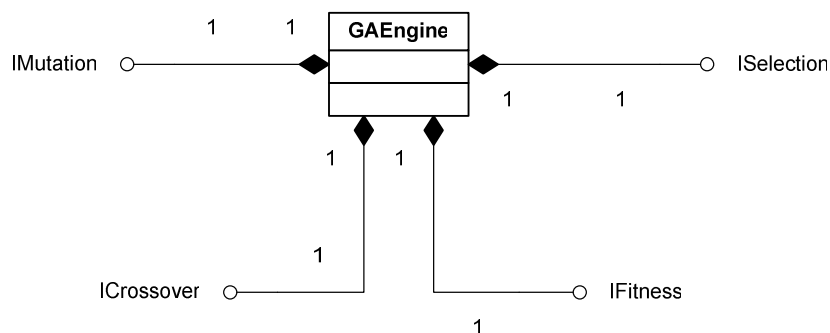 1 1 GAEngine
IMutation
ISelection
1 1
1 1
1
ICrossover
IFitness
1